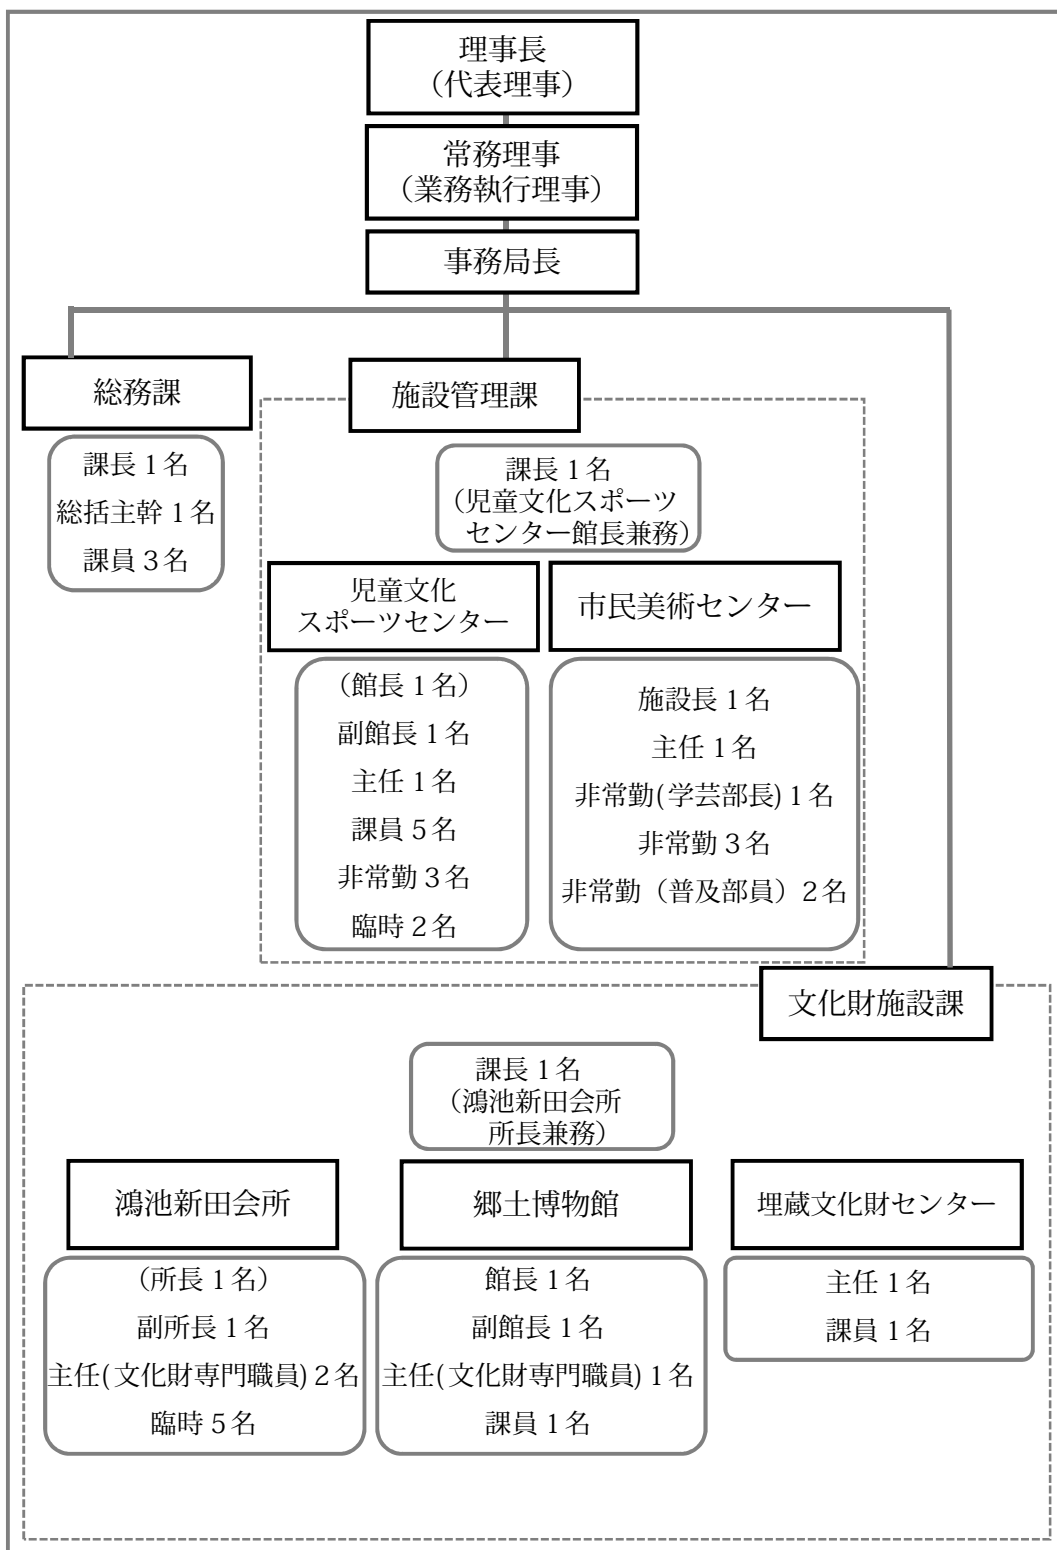 理事長
（代表理事）
常務理事
（業務執行理事）
事務局長
総務課
課長 1名
総括主幹 1名
課員 3名
施設管理課
課長 1名
（児童文化スポーツ
センター館長兼務）
児童文化
スポーツセンター
（館長 1名）
副館長 1名
主任 1名
課員 5名
非常勤 3名
臨時 2名
市民美術センター
施設長 1名
主任 1名
非常勤(学芸部長) 1名
非常勤 3名
非常勤（普及部員）2名
文化財施設課
課長 1名
（鴻池新田会所
所長兼務）
鴻池新田会所
（所長 1名）
副所長 1名
主任(文化財専門職員) 2名
臨時 5名
郷土博物館
館長 1名
副館長 1名
主任(文化財専門職員) 1名
課員 1名
埋蔵文化財センター
主任 1名
課員 1名